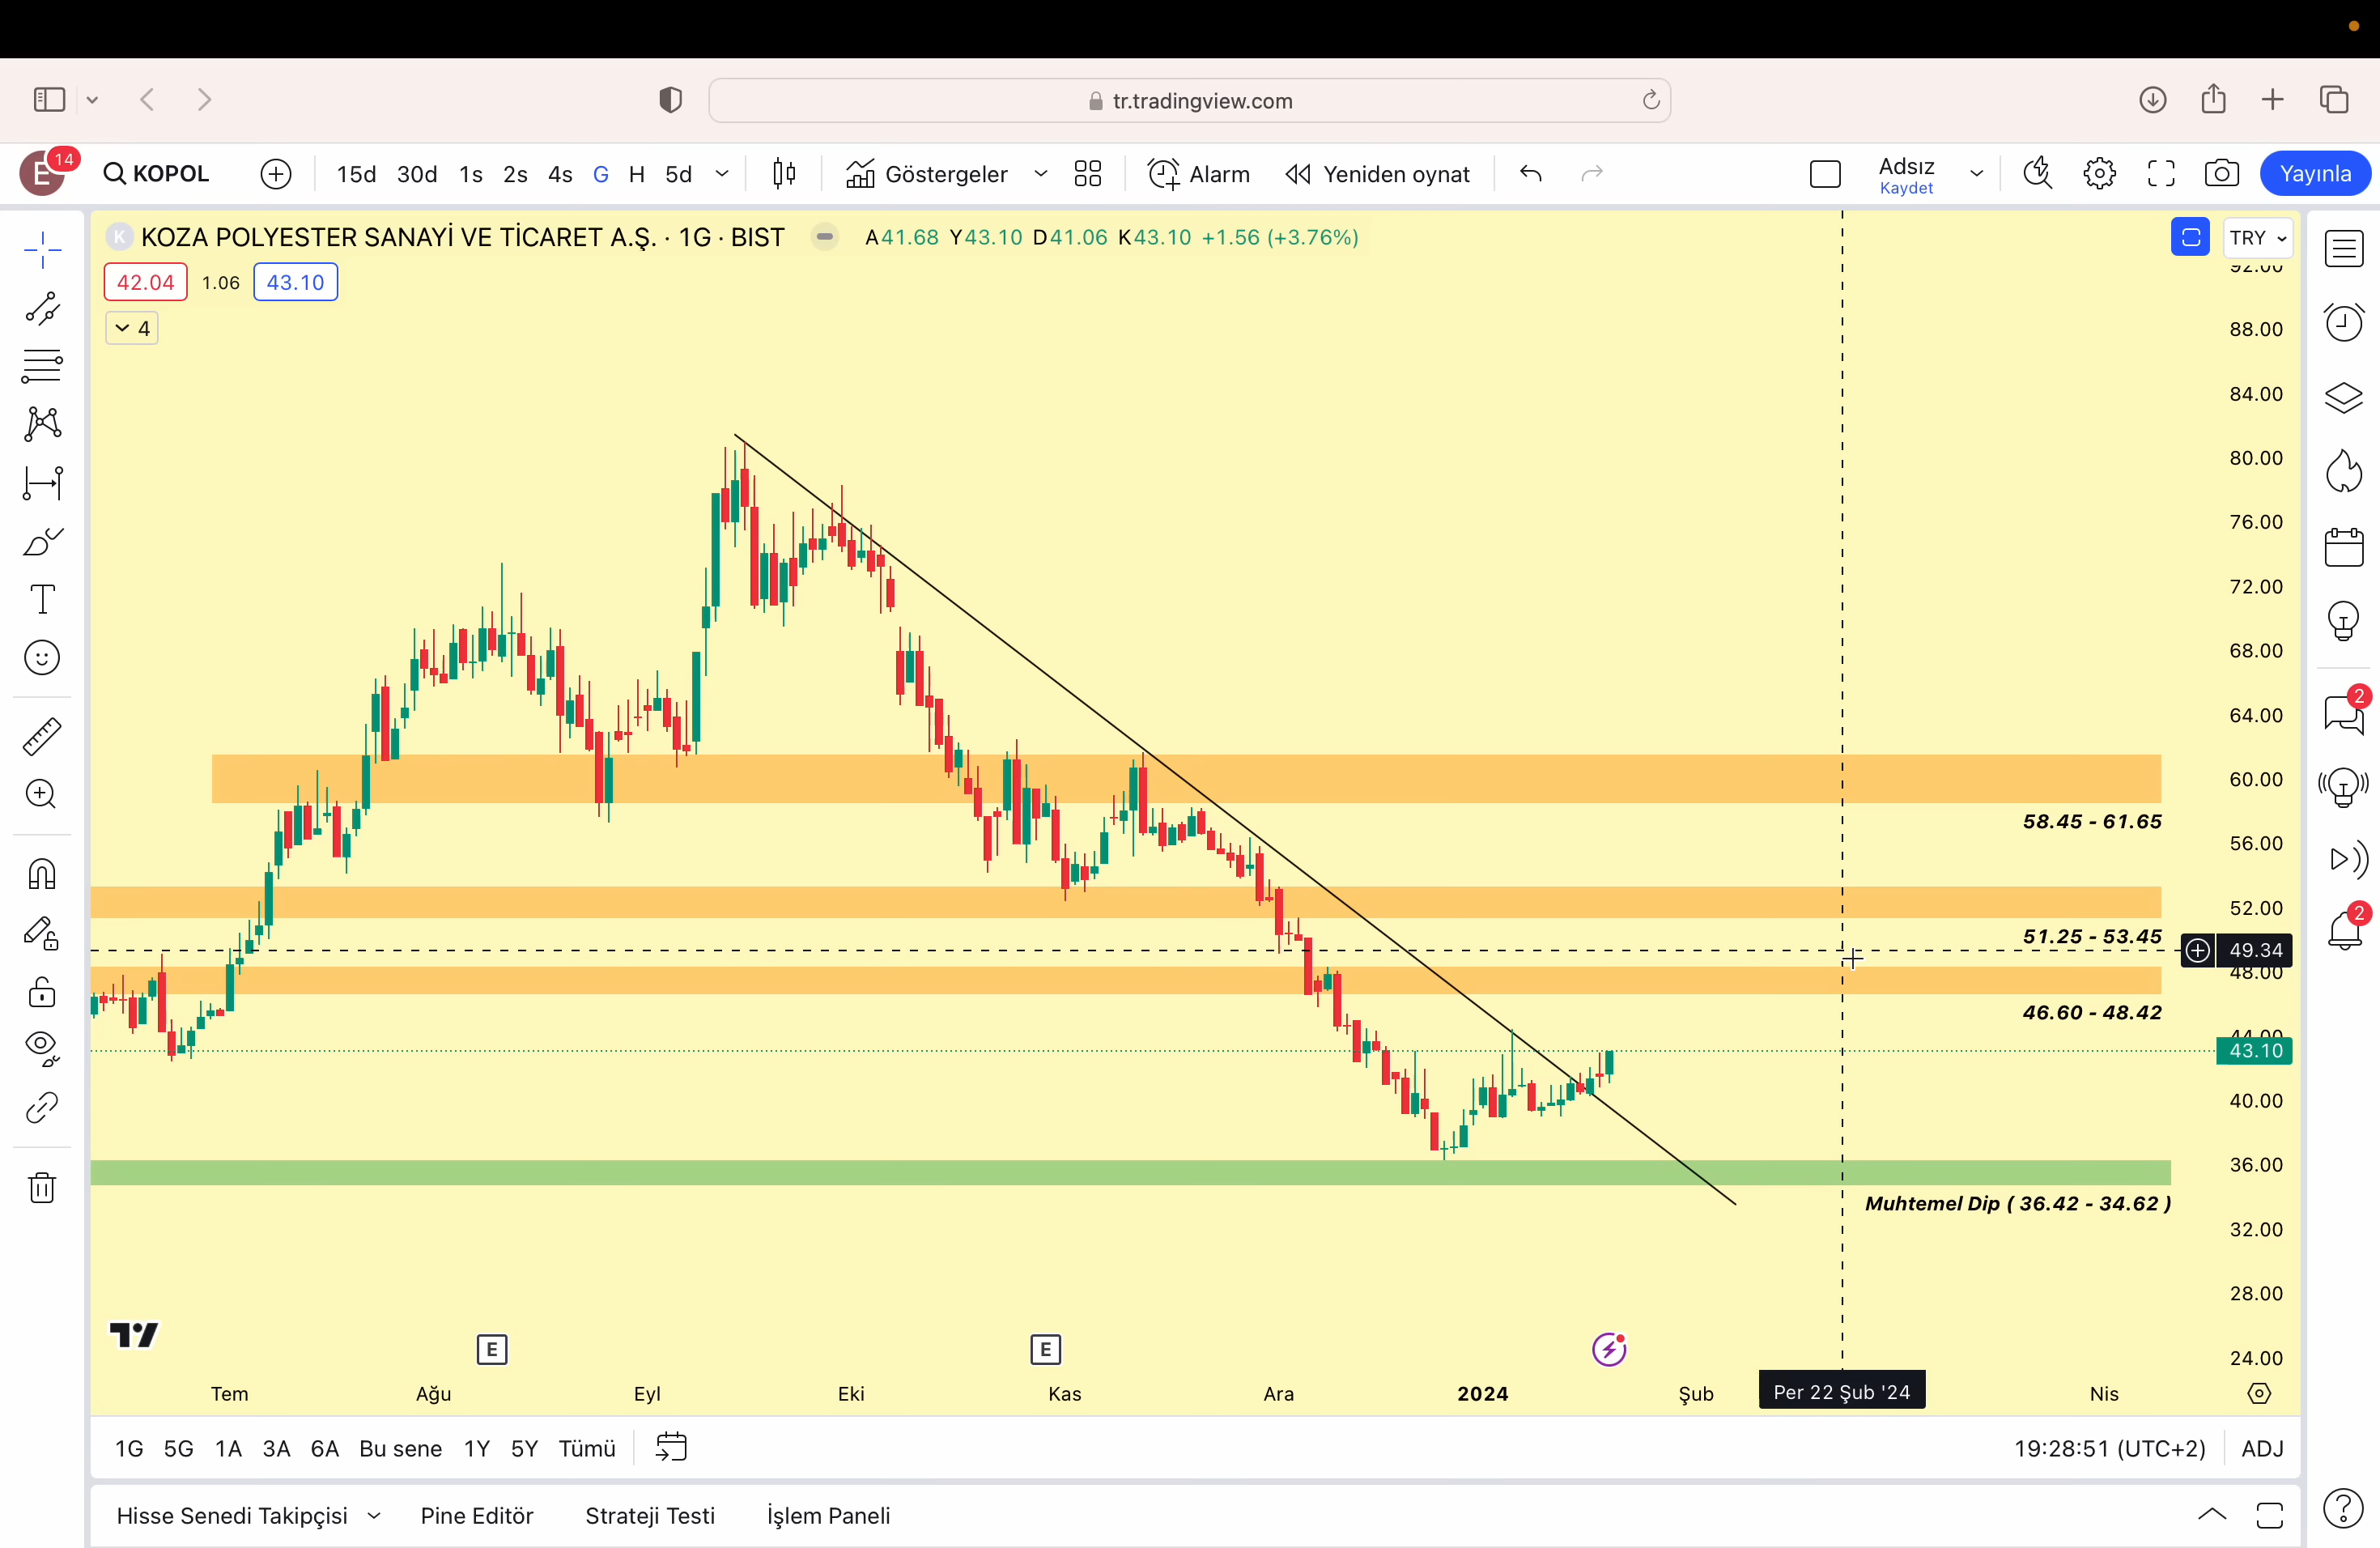 tr.tradingview.com
E
14
KOPOL
15d 30d 1s 2s 4s G H 5d
Göstergeler
Alarm
Yeniden oynat
Adsız
Kaydet
Yayınla
K KOZA POLYESTER SANAYİ VE TİCARET A.Ş. · 1G · BIST
A41.68 Y43.10 D41.06 K43.10 +1.56 (+3.76%)
TRY
42.04 1.06 43.10
4
92.00
88.00
84.00
80.00
76.00
72.00
68.00
64.00
2
60.00
58.45 - 61.65
56.00
52.00
2
51.25 - 53.45
49.34
48.00
46.60 - 48.42
44.00
43.10
40.00
36.00
Muhtemel Dip ( 36.42 - 34.62 )
32.00
28.00
E
E
24.00
Tem Ağu Eyl Eki Kas Ara 2024 Şub Per 22 Şub '24 Nis
1G 5G 1A 3A 6A Bu sene 1Y 5Y Tümü
19:28:51 (UTC+2) ADJ
Hisse Senedi Takipçisi Pine Editör Strateji Testi İşlem Paneli